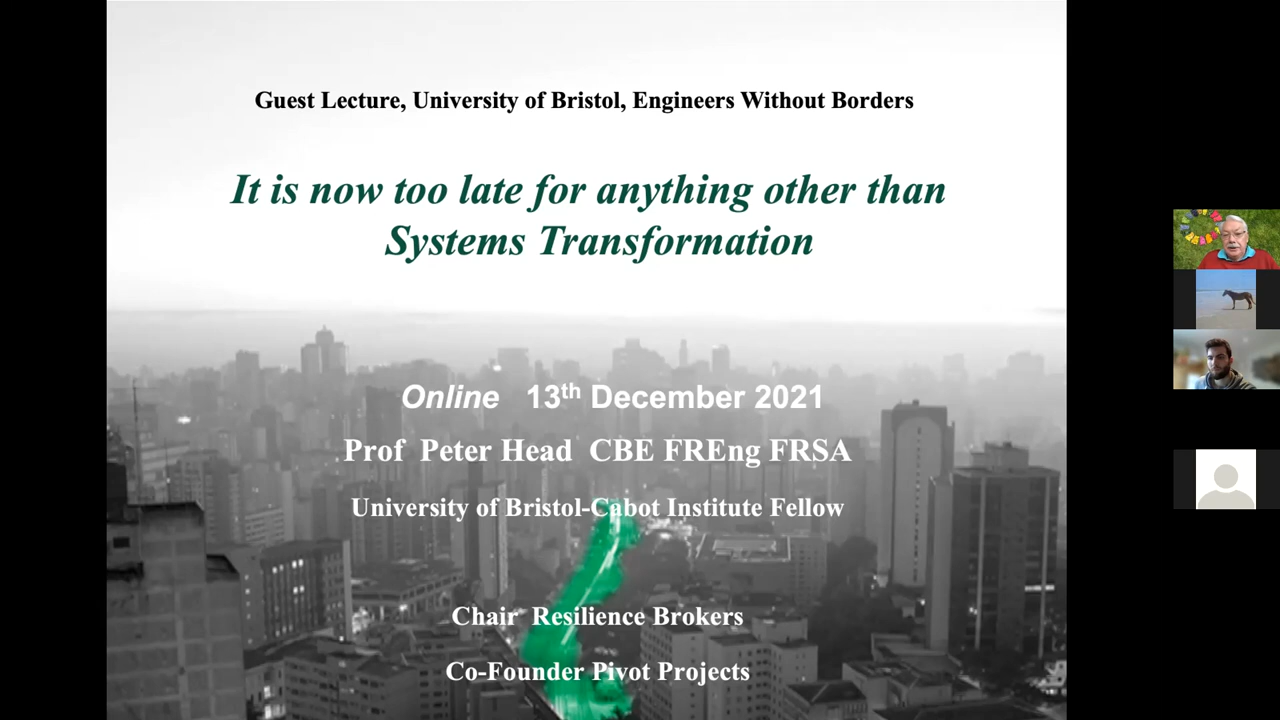 Guest Lecture, University of Bristol, Engineers Without Borders
It is now too late for anything other than
Systems Transformation
Online 13th December 2021
Prof Peter Head CBE FREng FRSA
University of Bristol-Cabot Institute Fellow
Chair Resilience Brokers
Co-Founder Pivot Projects